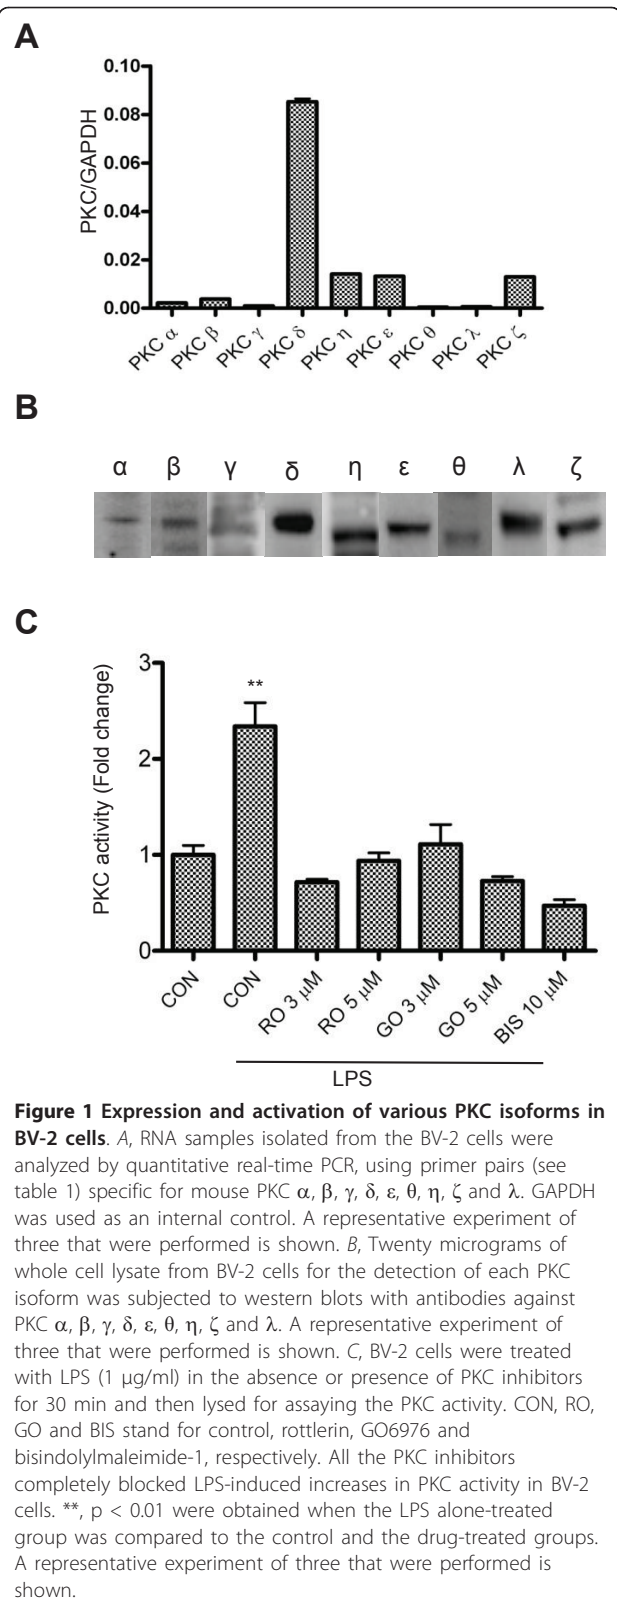 A
0.10
0.08
0.06
0.04
0.02
0.00
PKC/GAPDH
PKC α
PKC β
PKC γ
PKC δ
PKC η
PKC ε
PKC θ
PKC λ
PKC ζ
B
α β γ δ η ε θ λ ζ
C
3
2
1
0
PKC activity (Fold change)
**
CON
CON
RO 3 μM
RO 5 μM
GO 3 μM
GO 5 μM
BIS 10 μM
LPS
Figure 1 Expression and activation of various PKC isoforms in
BV-2 cells. A, RNA samples isolated from the BV-2 cells were
analyzed by quantitative real-time PCR, using primer pairs (see
table 1) specific for mouse PKC α, β, γ, δ, ε, θ, η, ζ and λ. GAPDH
was used as an internal control. A representative experiment of
three that were performed is shown. B, Twenty micrograms of
whole cell lysate from BV-2 cells for the detection of each PKC
isoform was subjected to western blots with antibodies against
PKC α, β, γ, δ, ε, θ, η, ζ and λ. A representative experiment of
three that were performed is shown. C, BV-2 cells were treated
with LPS (1 μg/ml) in the absence or presence of PKC inhibitors
for 30 min and then lysed for assaying the PKC activity. CON, RO,
GO and BIS stand for control, rottlerin, GO6976 and
bisindolylmaleimide-1, respectively. All the PKC inhibitors
completely blocked LPS-induced increases in PKC activity in BV-2
cells. **, p < 0.01 were obtained when the LPS alone-treated
group was compared to the control and the drug-treated groups.
A representative experiment of three that were performed is
shown.